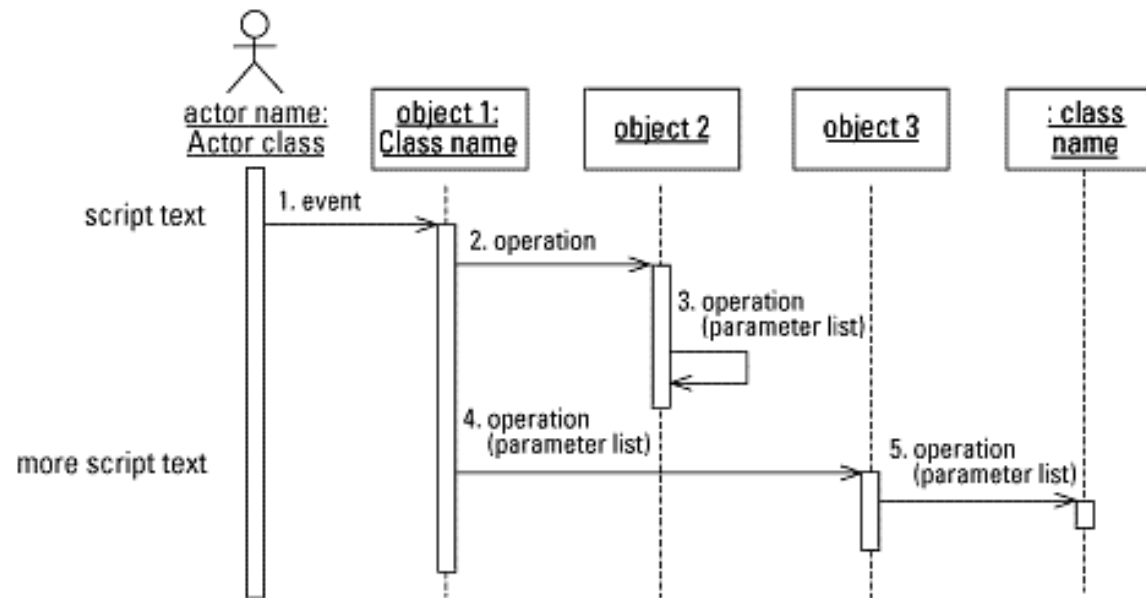 actor name:
Actor class
object 1:
Class name
object 2
object 3
: class
name
script text
1. event
2. operation
3. operation
(parameter list)
4. operation
(parameter list)
more script text
5. operation
(parameter list)